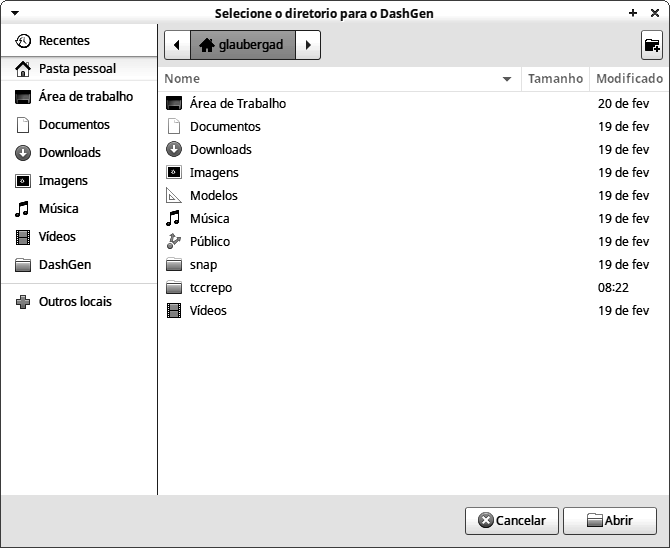 Selecione o diretorio para o DashGen
Recentes
Pasta pessoal
Área de trabalho
Documentos
Downloads
Imagens
Música
Vídeos
DashGen
Outros locais
glaubergad
Nome Tamanho Modificado
Área de Trabalho 20 de fev
Documentos 19 de fev
Downloads 19 de fev
Imagens 19 de fev
Modelos 19 de fev
Música 19 de fev
Público 19 de fev
snap 19 de fev
tccrepo 08:22
Vídeos 19 de fev
Cancelar Abrir